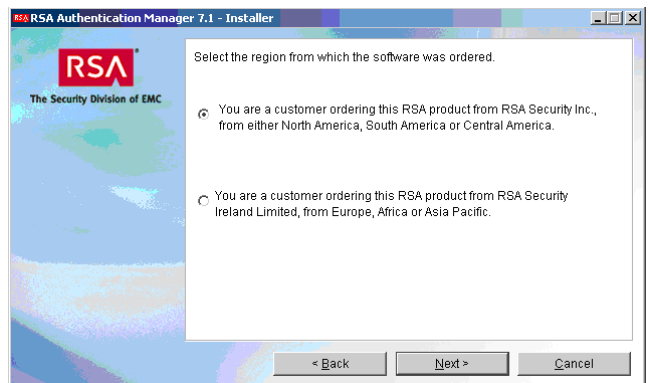 RSA RSA Authentication Manager 7.1 - Installer
RSA
The Security Division of EMC
Select the region from which the software was ordered.
You are a customer ordering this RSA product from RSA Security Inc.,
from either North America, South America or Central America.
You are a customer ordering this RSA product from RSA Security
Ireland Limited, from Europe, Africa or Asia Pacific.
< Back
Next >
Cancel